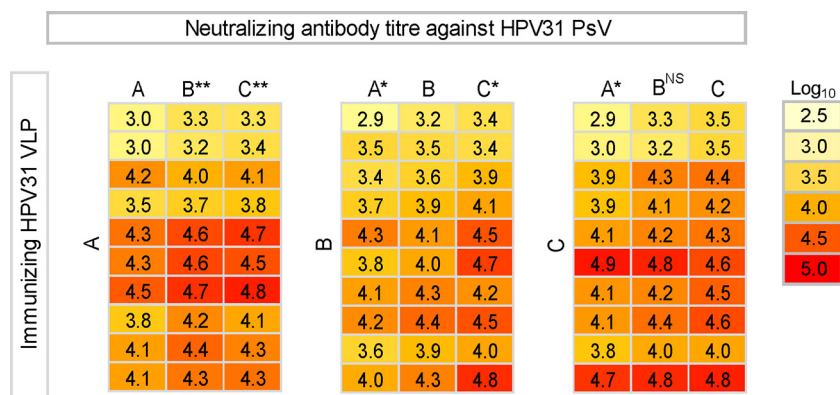 Neutralizing antibody titre against HPV31 PsV
Immunizing HPV31 VLP
A
A B** C**
3.0 3.3 3.3
3.0 3.2 3.4
4.2 4.0 4.1
3.5 3.7 3.8
4.3 4.6 4.7
4.3 4.6 4.5
4.5 4.7 4.8
3.8 4.2 4.1
4.1 4.4 4.3
4.1 4.3 4.3
B
A* B C*
2.9 3.2 3.4
3.5 3.5 3.4
3.4 3.6 3.9
3.7 3.9 4.1
4.3 4.1 4.5
3.8 4.0 4.7
4.1 4.3 4.2
4.2 4.4 4.5
3.6 3.9 4.0
4.0 4.3 4.8
C
A* B^NS C
2.9 3.3 3.5
3.0 3.2 3.5
3.9 4.3 4.4
3.9 4.1 4.2
4.1 4.2 4.3
4.9 4.8 4.6
4.1 4.2 4.5
4.1 4.4 4.6
3.8 4.0 4.0
4.7 4.8 4.8
Log10
2.5
3.0
3.5
4.0
4.5
5.0